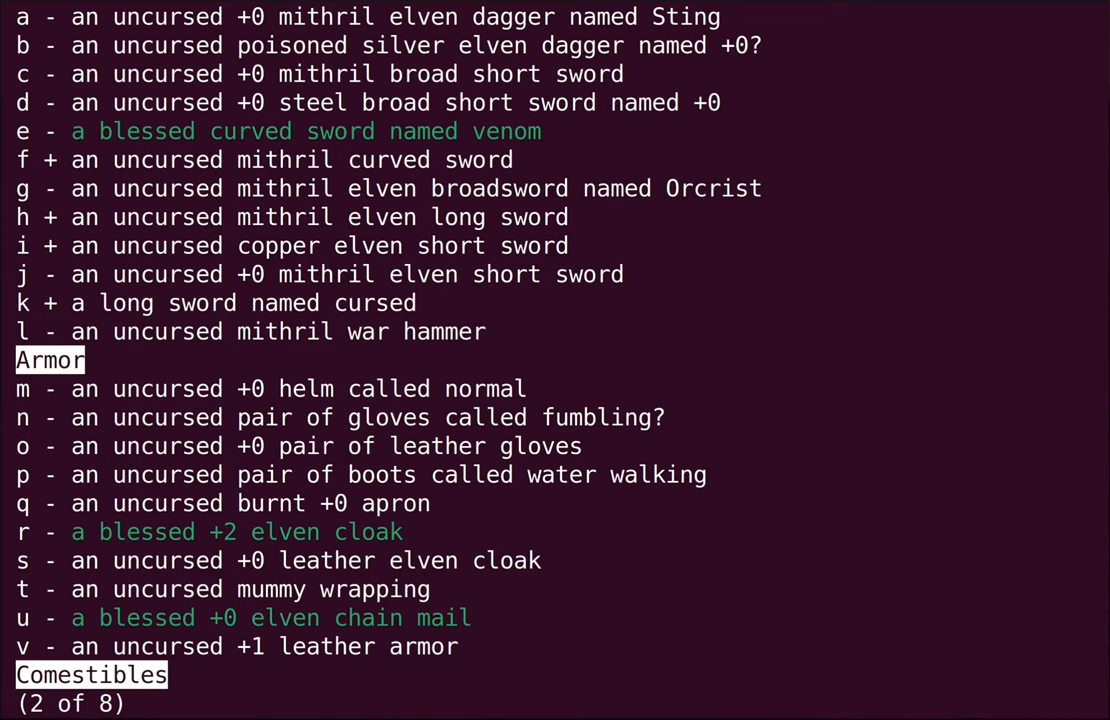 a - an uncursed +0 mithril elven dagger named Sting
b - an uncursed poisoned silver elven dagger named +0?
c - an uncursed +0 mithril broad short sword
d - an uncursed +0 steel broad short sword named +0
e - a blessed curved sword named venom
f + an uncursed mithril curved sword
g - an uncursed mithril elven broadsword named Orcrist
h + an uncursed mithril elven long sword
i + an uncursed copper elven short sword
j - an uncursed +0 mithril elven short sword
k + a long sword named cursed
l - an uncursed mithril war hammer
Armor
m - an uncursed +0 helm called normal
n - an uncursed pair of gloves called fumbling?
o - an uncursed +0 pair of leather gloves
p - an uncursed pair of boots called water walking
q - an uncursed burnt +0 apron
r - a blessed +2 elven cloak
s - an uncursed +0 leather elven cloak
t - an uncursed mummy wrapping
u - a blessed +0 elven chain mail
v - an uncursed +1 leather armor
Comestibles
(2 of 8)